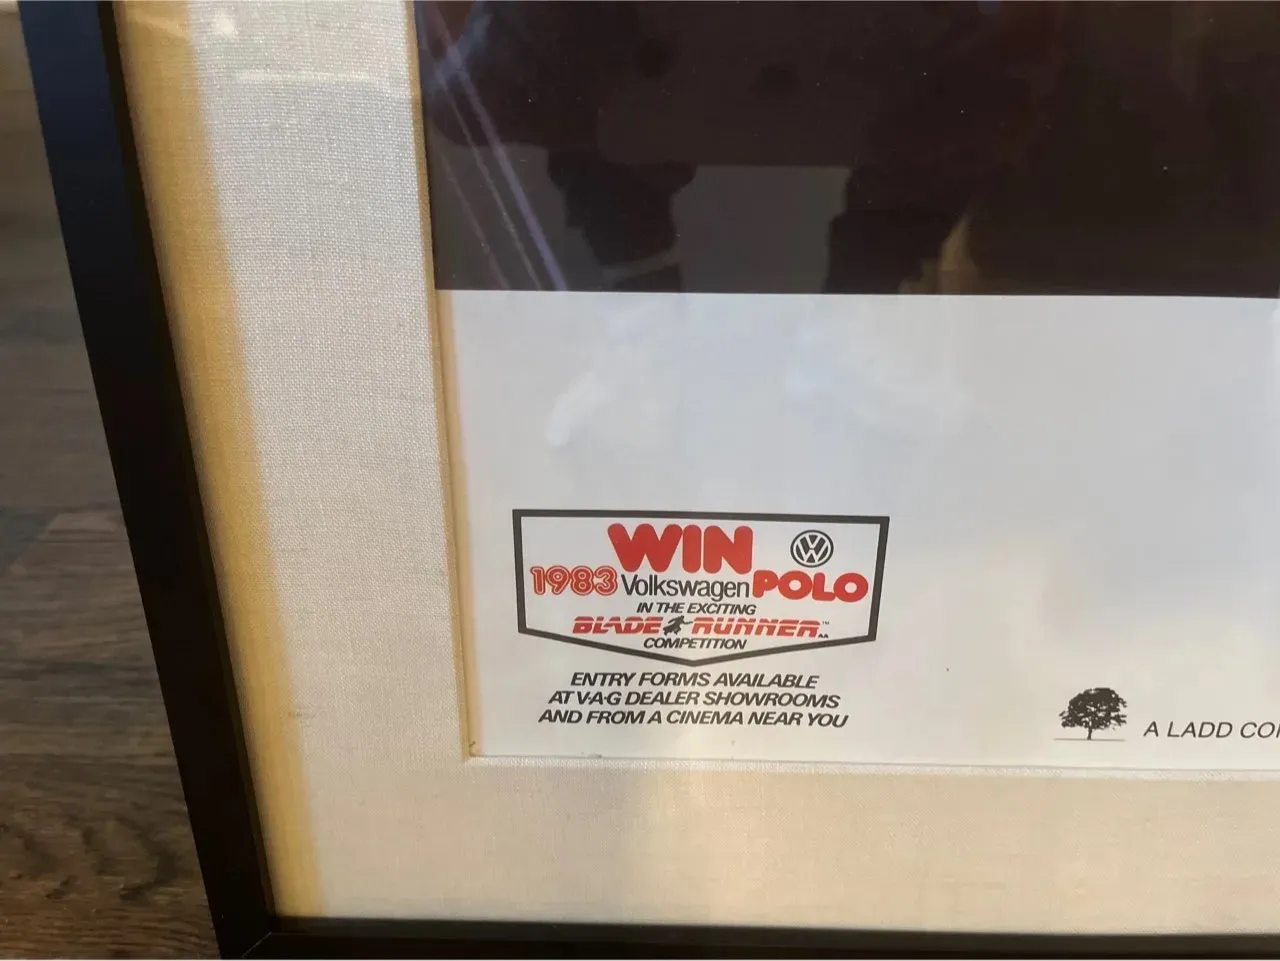 WIN
1983 Volkswagen POLO
IN THE EXCITING
BLADE RUNNER™
COMPETITION
ENTRY FORMS AVAILABLE
AT V·A·G DEALER SHOWROOMS
AND FROM A CINEMA NEAR YOU
A LADD CO